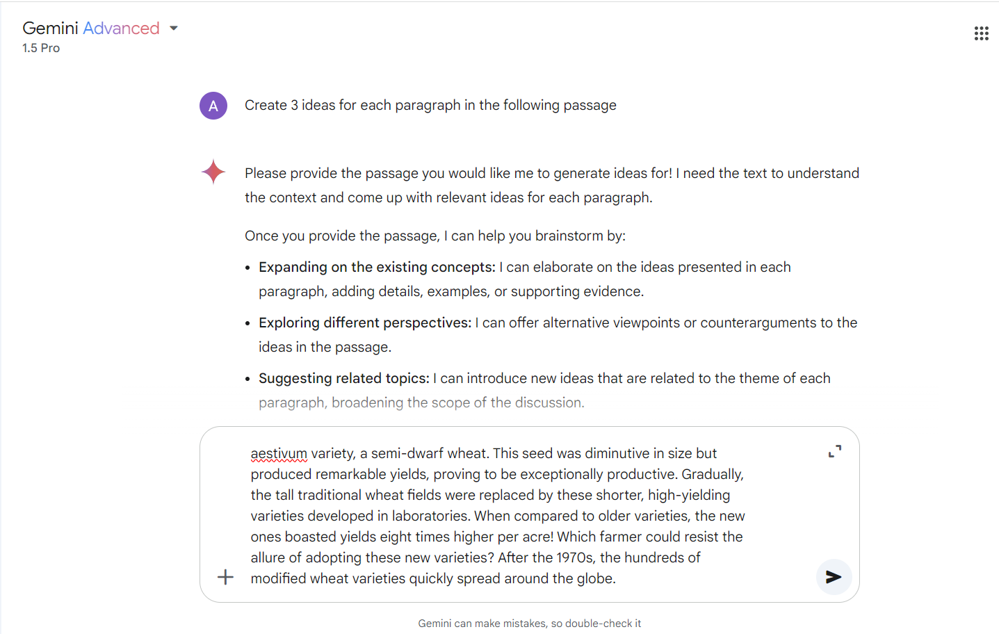 Gemini Advanced
1.5 Pro
A
Create 3 ideas for each paragraph in the following passage
Please provide the passage you would like me to generate ideas for! I need the text to understand
the context and come up with relevant ideas for each paragraph.
Once you provide the passage, I can help you brainstorm by:
• Expanding on the existing concepts: I can elaborate on the ideas presented in each
paragraph, adding details, examples, or supporting evidence.
• Exploring different perspectives: I can offer alternative viewpoints or counterarguments to the
ideas in the passage.
• Suggesting related topics: I can introduce new ideas that are related to the theme of each
paragraph, broadening the scope of the discussion.
aestivum variety, a semi-dwarf wheat. This seed was diminutive in size but
produced remarkable yields, proving to be exceptionally productive. Gradually,
the tall traditional wheat fields were replaced by these shorter, high-yielding
varieties developed in laboratories. When compared to older varieties, the new
ones boasted yields eight times higher per acre! Which farmer could resist the
allure of adopting these new varieties? After the 1970s, the hundreds of
modified wheat varieties quickly spread around the globe.
Gemini can make mistakes, so double-check it